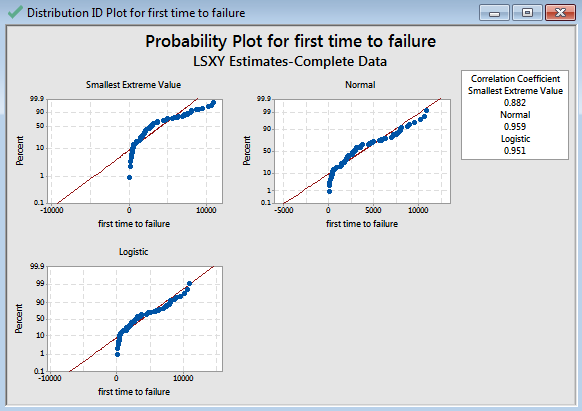 Distribution ID Plot for first time to failure
Probability Plot for first time to failure
LSXY Estimates-Complete Data
Smallest Extreme Value
99.9
90
50
10
1
0.1
Percent
-10000
0
10000
first time to failure
Normal
99.9
99
90
50
10
1
0.1
Percent
-5000
0
5000
10000
first time to failure
Correlation Coefficient
Smallest Extreme Value
0.882
Normal
0.959
Logistic
0.951
Logistic
99.9
99
90
50
10
1
0.1
Percent
-10000
0
10000
first time to failure